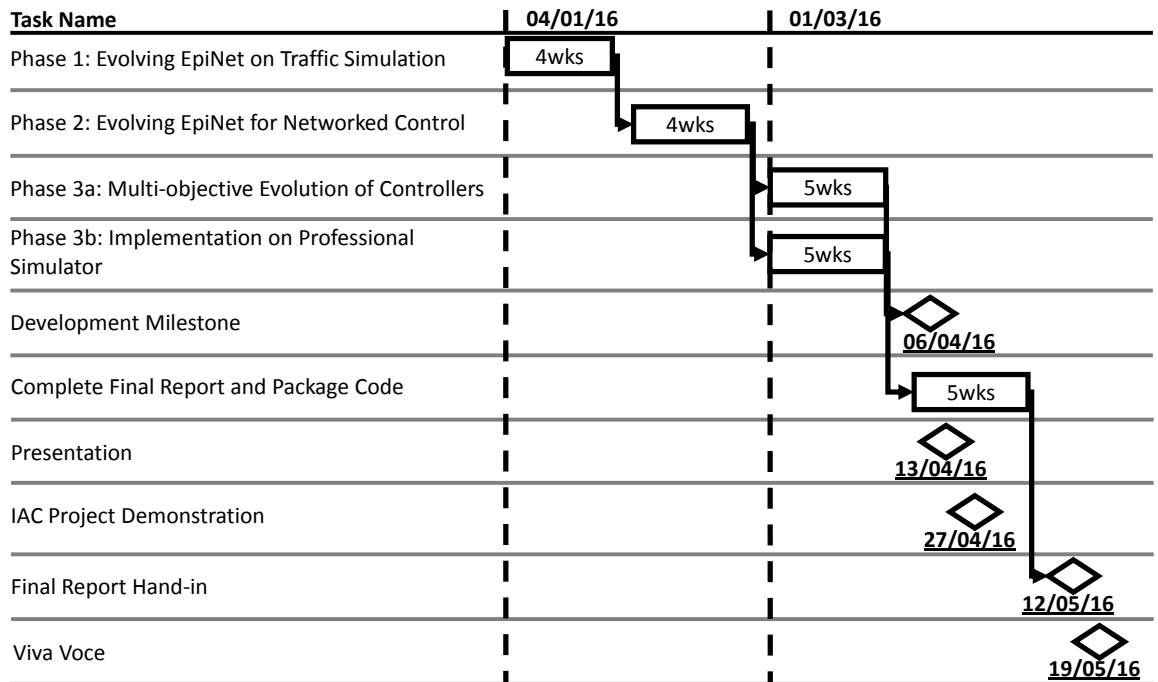 Task Name 04/01/16 01/03/16
Phase 1: Evolving EpiNet on Traffic Simulation 4wks
Phase 2: Evolving EpiNet for Networked Control 4wks
Phase 3a: Multi-objective Evolution of Controllers 5wks
Phase 3b: Implementation on Professional
Simulator 5wks
Development Milestone
06/04/16
Complete Final Report and Package Code 5wks
Presentation
13/04/16
IAC Project Demonstration
27/04/16
Final Report Hand-in
12/05/16
Viva Voce
19/05/16